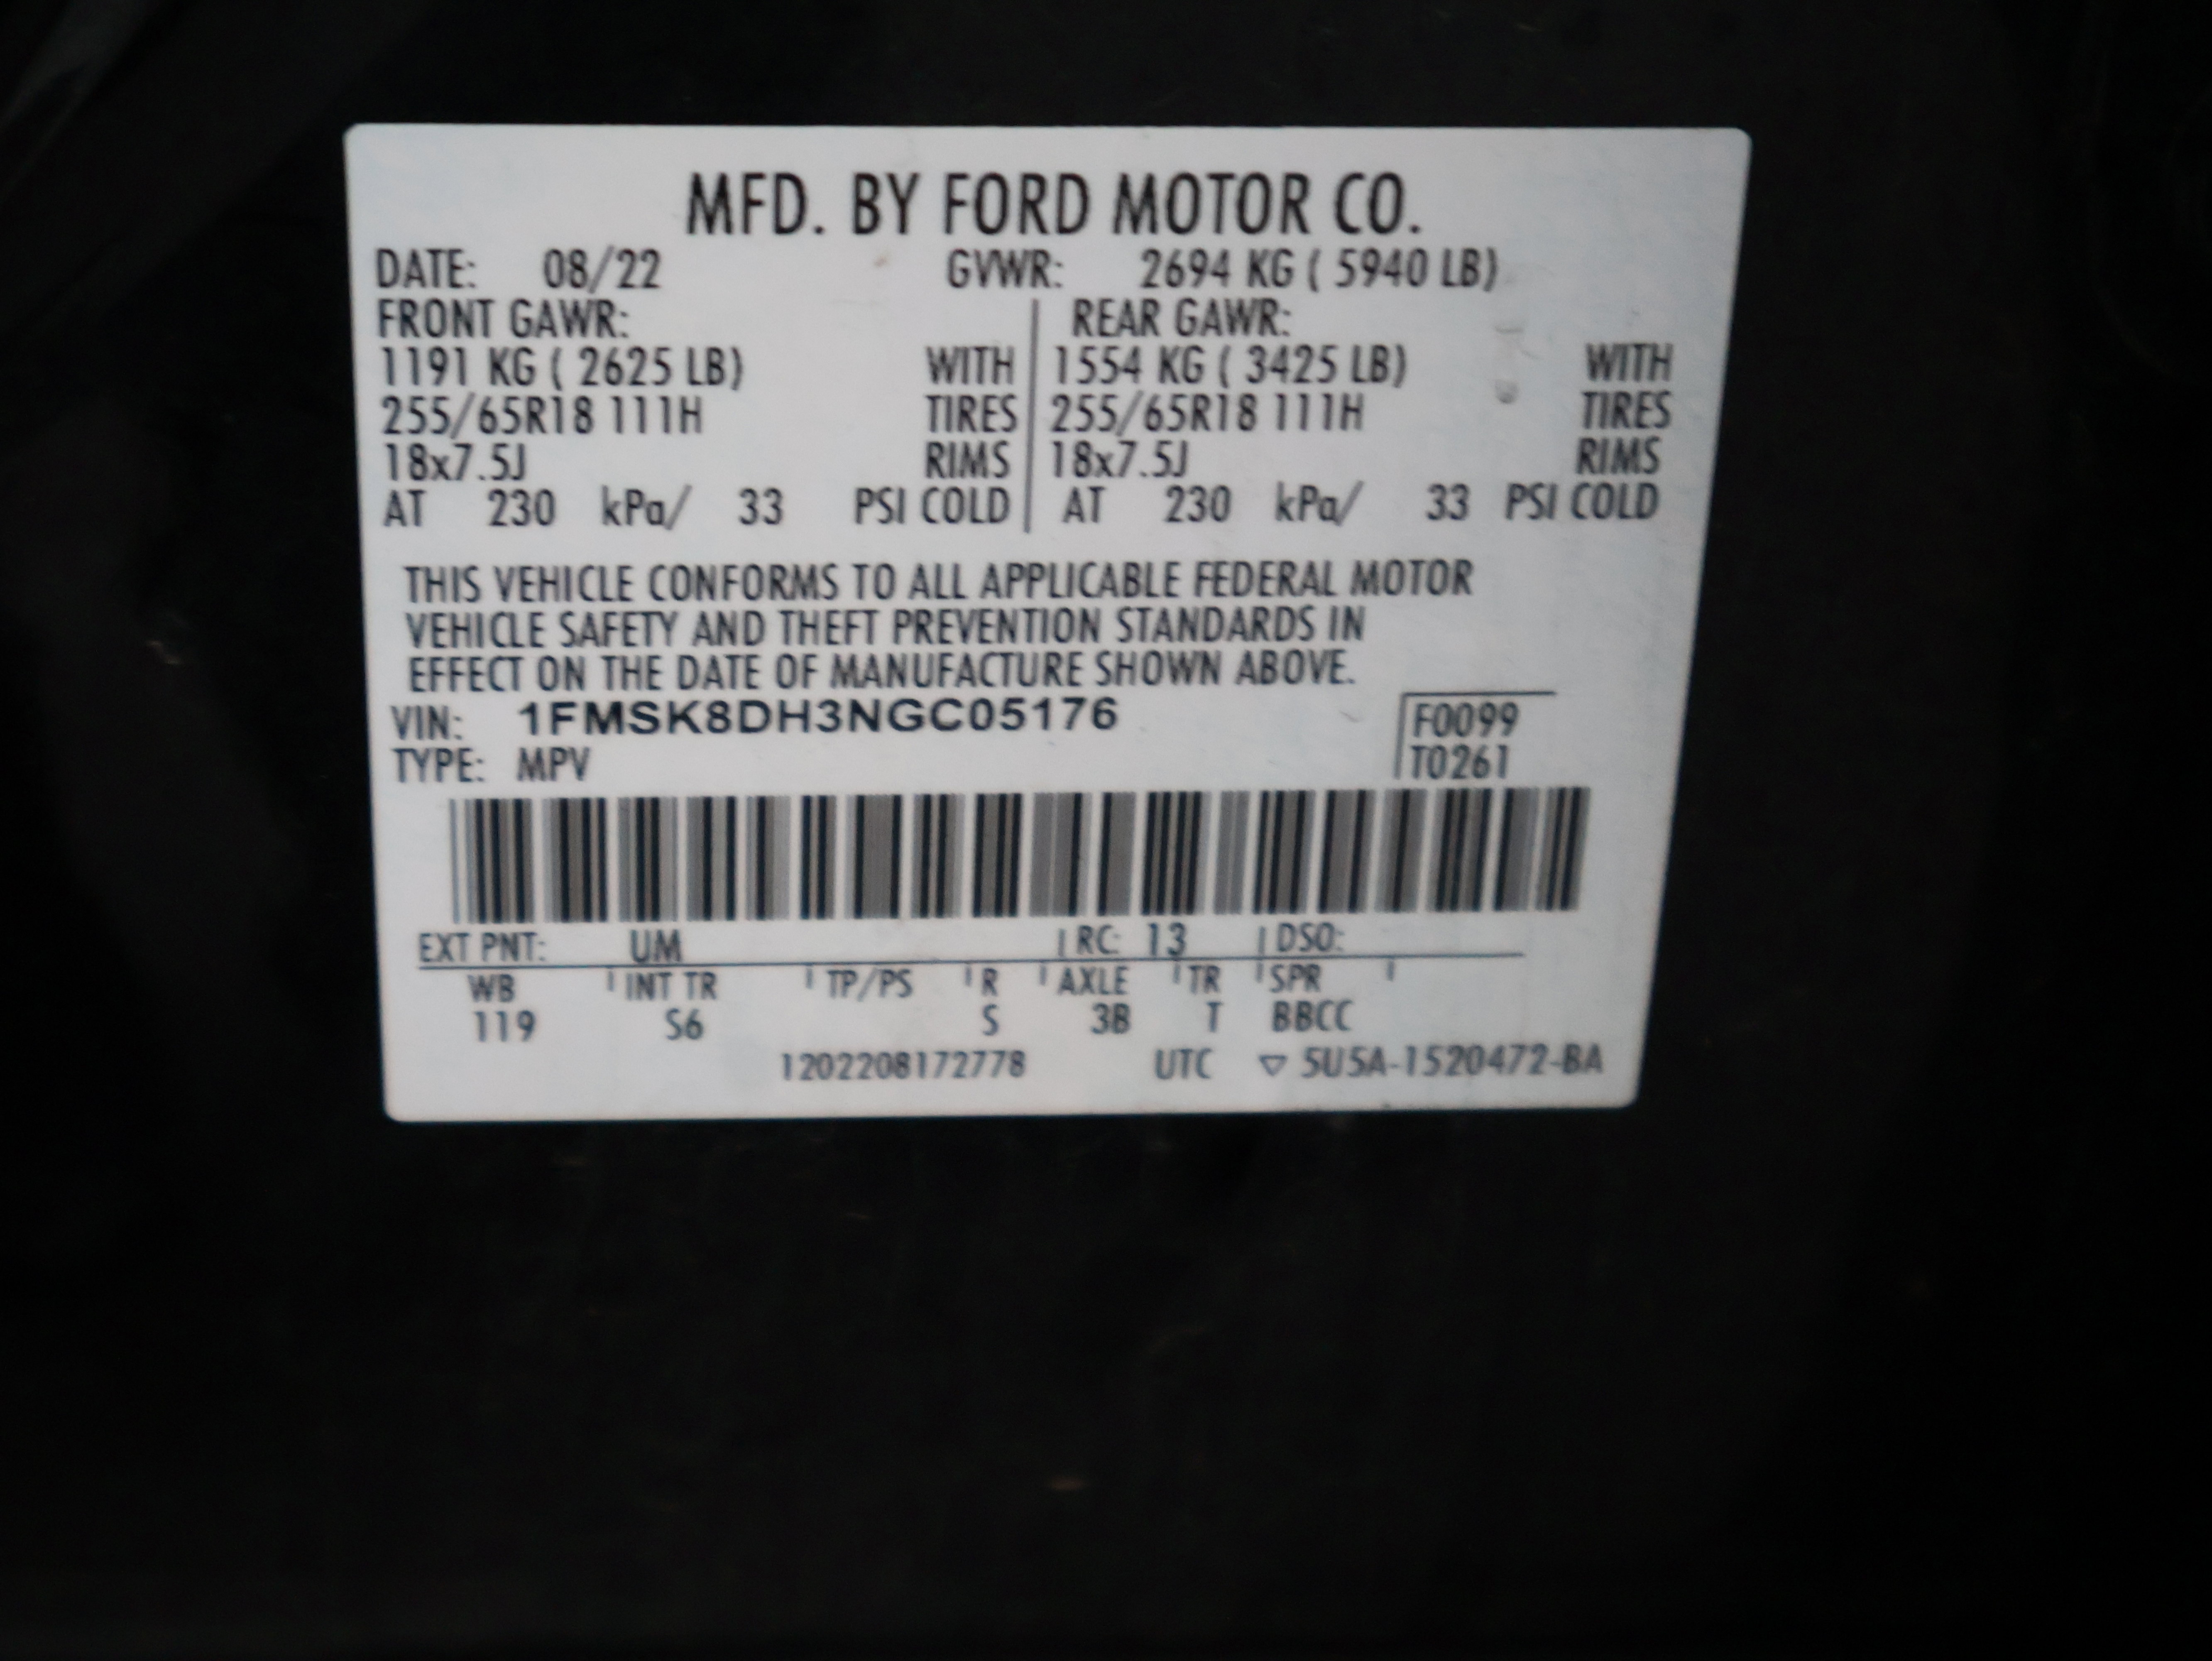 MFD. BY FORD MOTOR CO.
DATE: 08/22 GVWR: 2694 KG ( 5940 LB)
FRONT GAWR: REAR GAWR:
1191 KG ( 2625 LB) WITH 1554 KG ( 3425 LB) WITH
255/65R18 111H TIRES 255/65R18 111H TIRES
18x7.5J RIMS 18x7.5J RIMS
AT 230 kPa/ 33 PSI COLD AT 230 kPa/ 33 PSI COLD
THIS VEHICLE CONFORMS TO ALL APPLICABLE FEDERAL MOTOR
VEHICLE SAFETY AND THEFT PREVENTION STANDARDS IN
EFFECT ON THE DATE OF MANUFACTURE SHOWN ABOVE.
VIN: 1FMSK8DH3NGC05176 F0099
TYPE: MPV T0261
EXT PNT: UM RC: 13 DSO:
WB INT TR TP/PS R AXLE TR SPR
119 S6 S 3B T BBCC
1202208172778 UTC ▽ 5U5A-1520472-BA